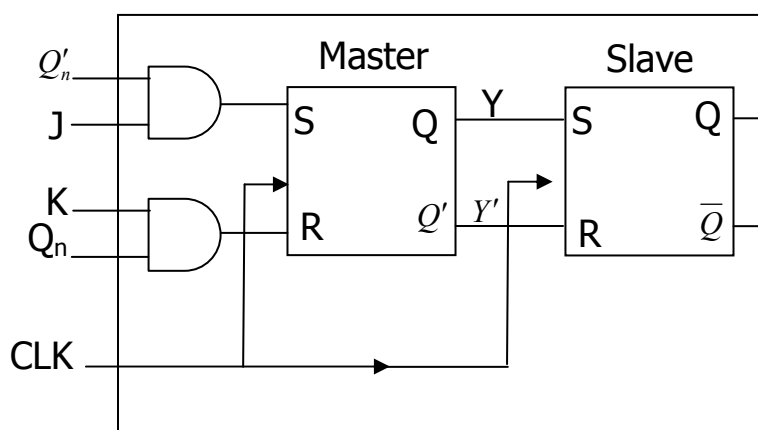 Master Slave
Q′ₙ
J
S Q Y S Q
K
Qₙ
R Q′ Y′ R Q̅
CLK